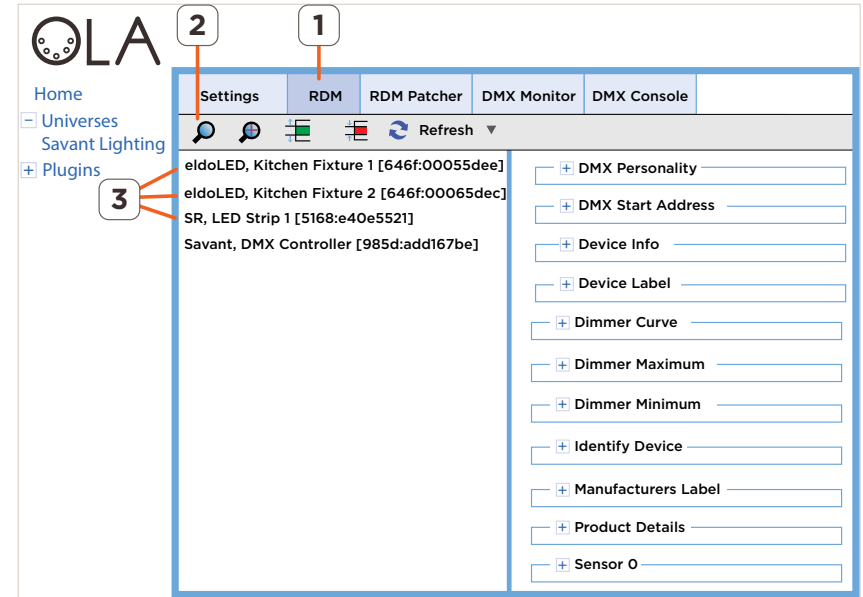 OLA
2
1
Home
Universes
Savant Lighting
Plugins
Settings
RDM
RDM Patcher
DMX Monitor
DMX Console
Refresh
3
eldoLED, Kitchen Fixture 1 [646f:00055dee]
eldoLED, Kitchen Fixture 2 [646f:00065dec]
SR, LED Strip 1 [5168:e40e5521]
Savant, DMX Controller [985d:add167be]
DMX Personality
DMX Start Address
Device Info
Device Label
Dimmer Curve
Dimmer Maximum
Dimmer Minimum
Identify Device
Manufacturers Label
Product Details
Sensor 0